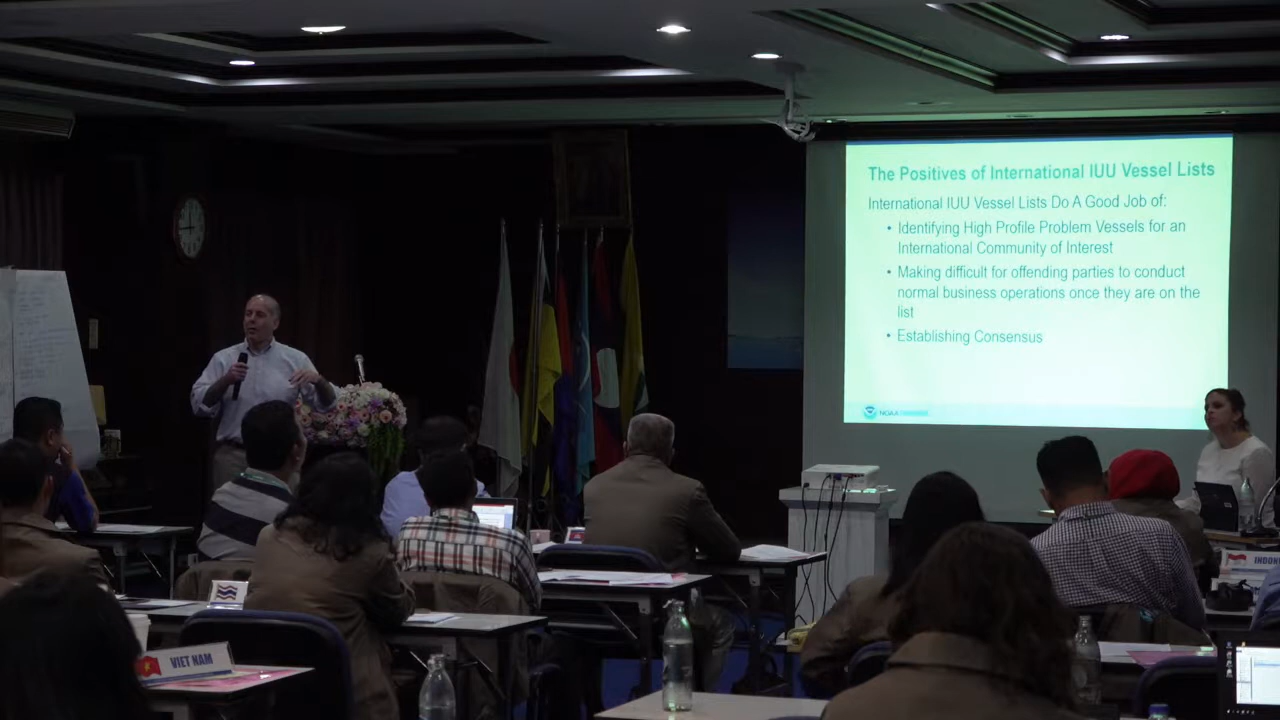 The Positives of International IUU Vessel Lists
International IUU Vessel Lists Do A Good Job of:
• Identifying High Profile Problem Vessels for an
International Community of Interest
• Making difficult for offending parties to conduct
normal business operations once they are on the
list
• Establishing Consensus
NOAA
VIET NAM